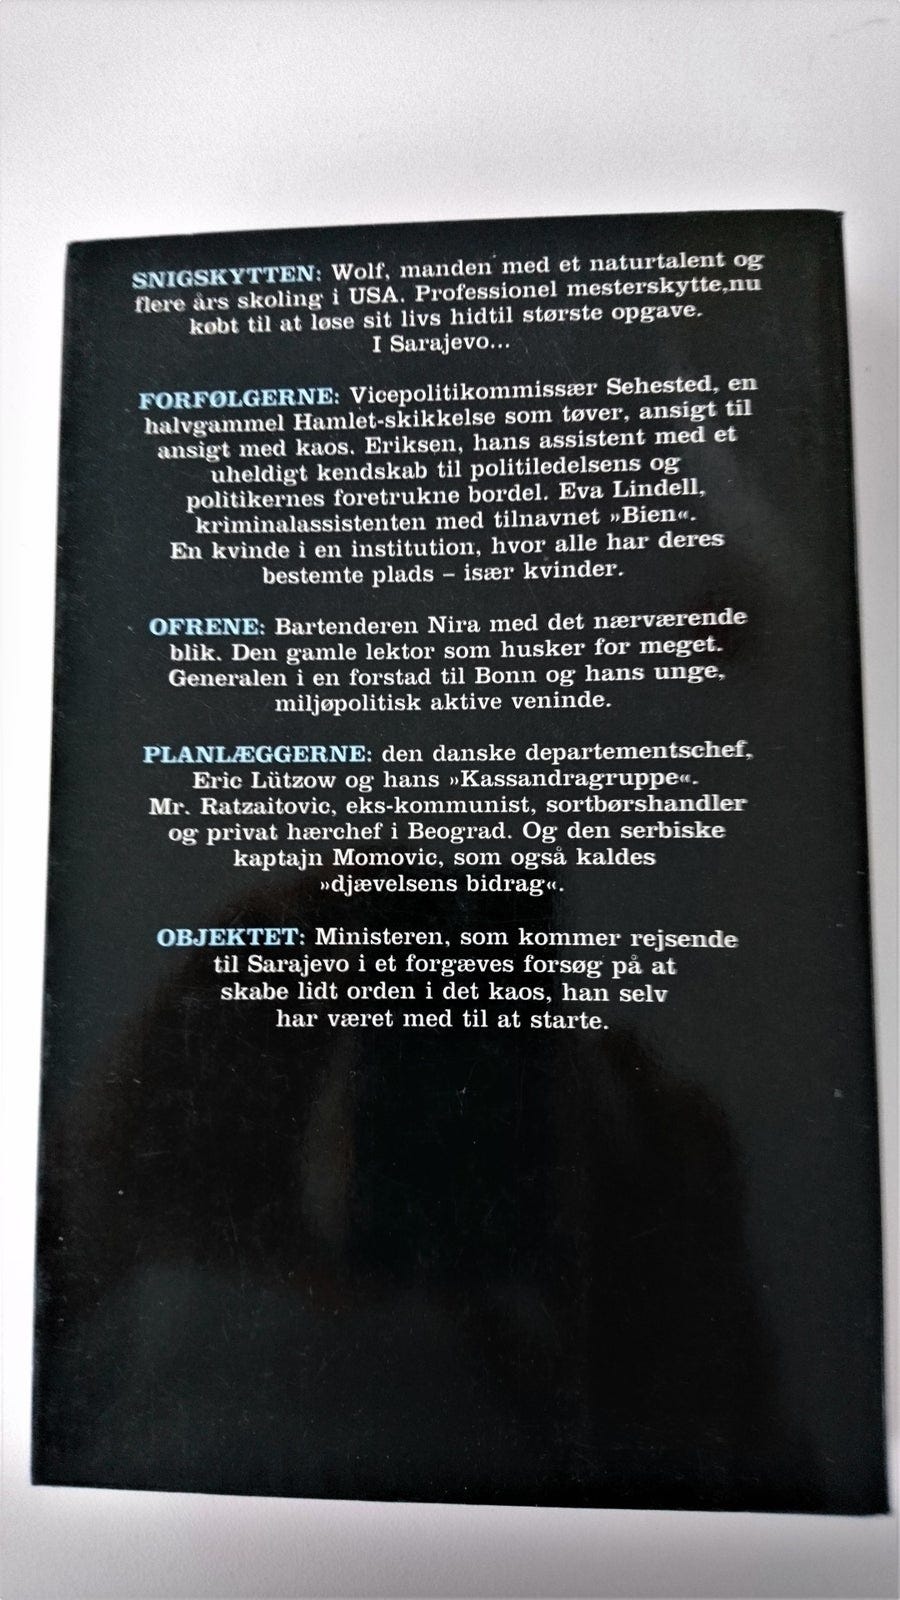 SNIGSKYTTEN: Wolf, manden med et naturtalent og
flere års skoling i USA. Professionel mesterskytte,nu
købt til at løse sit livs hidtil største opgave.
I Sarajevo...
FORFØLGERNE: Vicepolitikommissær Sehested, en
halvgammel Hamlet-skikkelse som tøver, ansigt til
ansigt med kaos. Eriksen, hans assistent med et
uheldigt kendskab til politiledelsens og
politikernes foretrukne bordel. Eva Lindell,
kriminalassistenten med tilnavnet »Bien«.
En kvinde i en institution, hvor alle har deres
bestemte plads – især kvinder.
OFRENE: Bartenderen Nira med det nærværende
blik. Den gamle lektor som husker for meget.
Generalen i en forstad til Bonn og hans unge,
miljøpolitisk aktive veninde.
PLANLÆGGERNE: den danske departementschef,
Eric Lützow og hans »Kassandragruppe«.
Mr. Ratzaitovic, eks-kommunist, sortbørshandler
og privat hærchef i Beograd. Og den serbiske
kaptajn Momovic, som også kaldes
»djævelsens bidrag«.
OBJEKTET: Ministeren, som kommer rejsende
til Sarajevo i et forgæves forsøg på at
skabe lidt orden i det kaos, han selv
har været med til at starte.